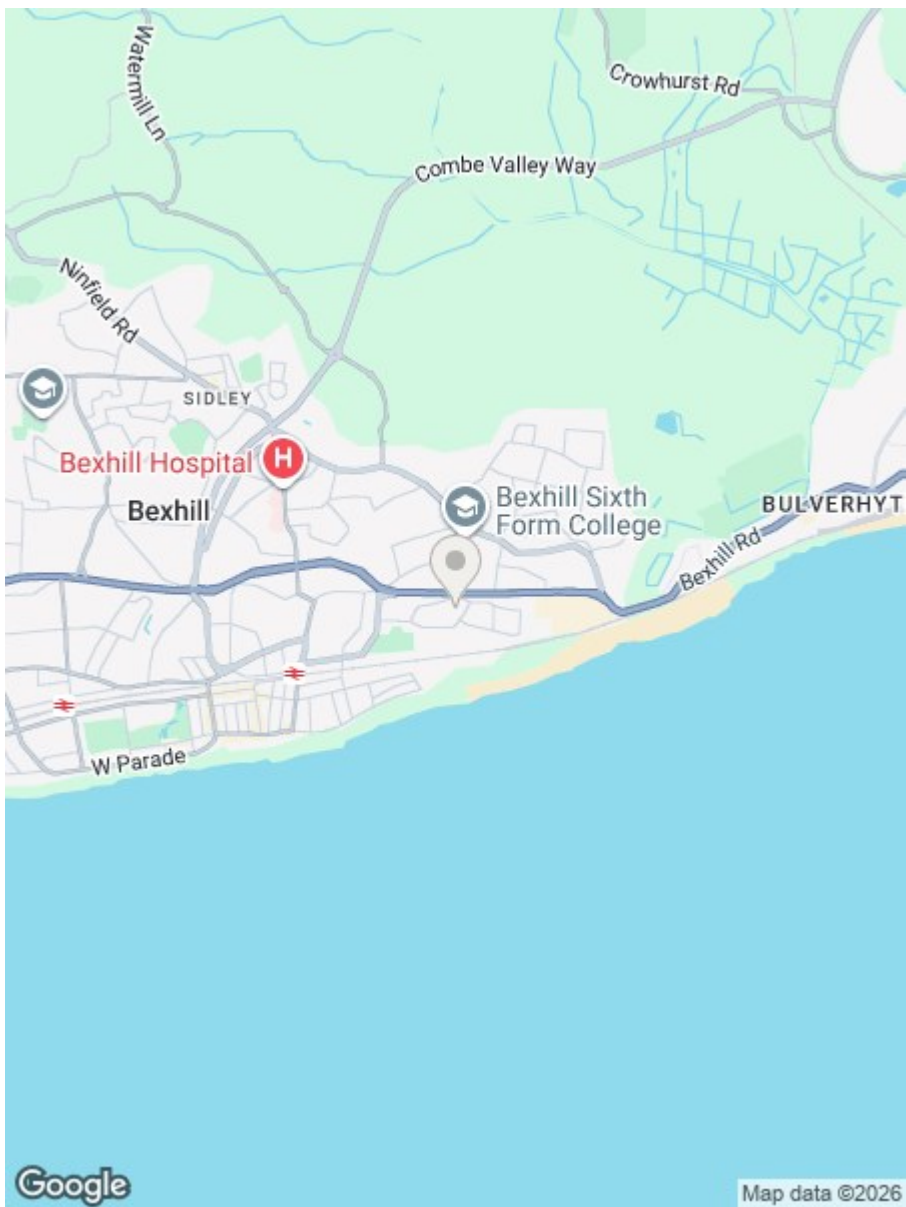 Watermill Ln
Crowhurst Rd
Combe Valley Way
Ninfield Rd
SIDLEY
Bexhill Hospital
H
Bexhill
Bexhill Sixth
Form College
BULVERHYT
Bexhill Rd
W Parade
Google
Map data ©2026